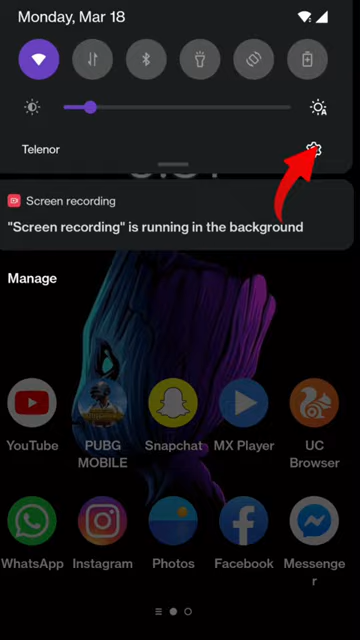 Monday, Mar 18
Telenor
Screen recording
"Screen recording" is running in the background
Manage
YouTube
PUBG
MOBILE
Snapchat
MX Player
UC
Browser
WhatsApp
Instagram
Photos
Facebook
Messenge
r